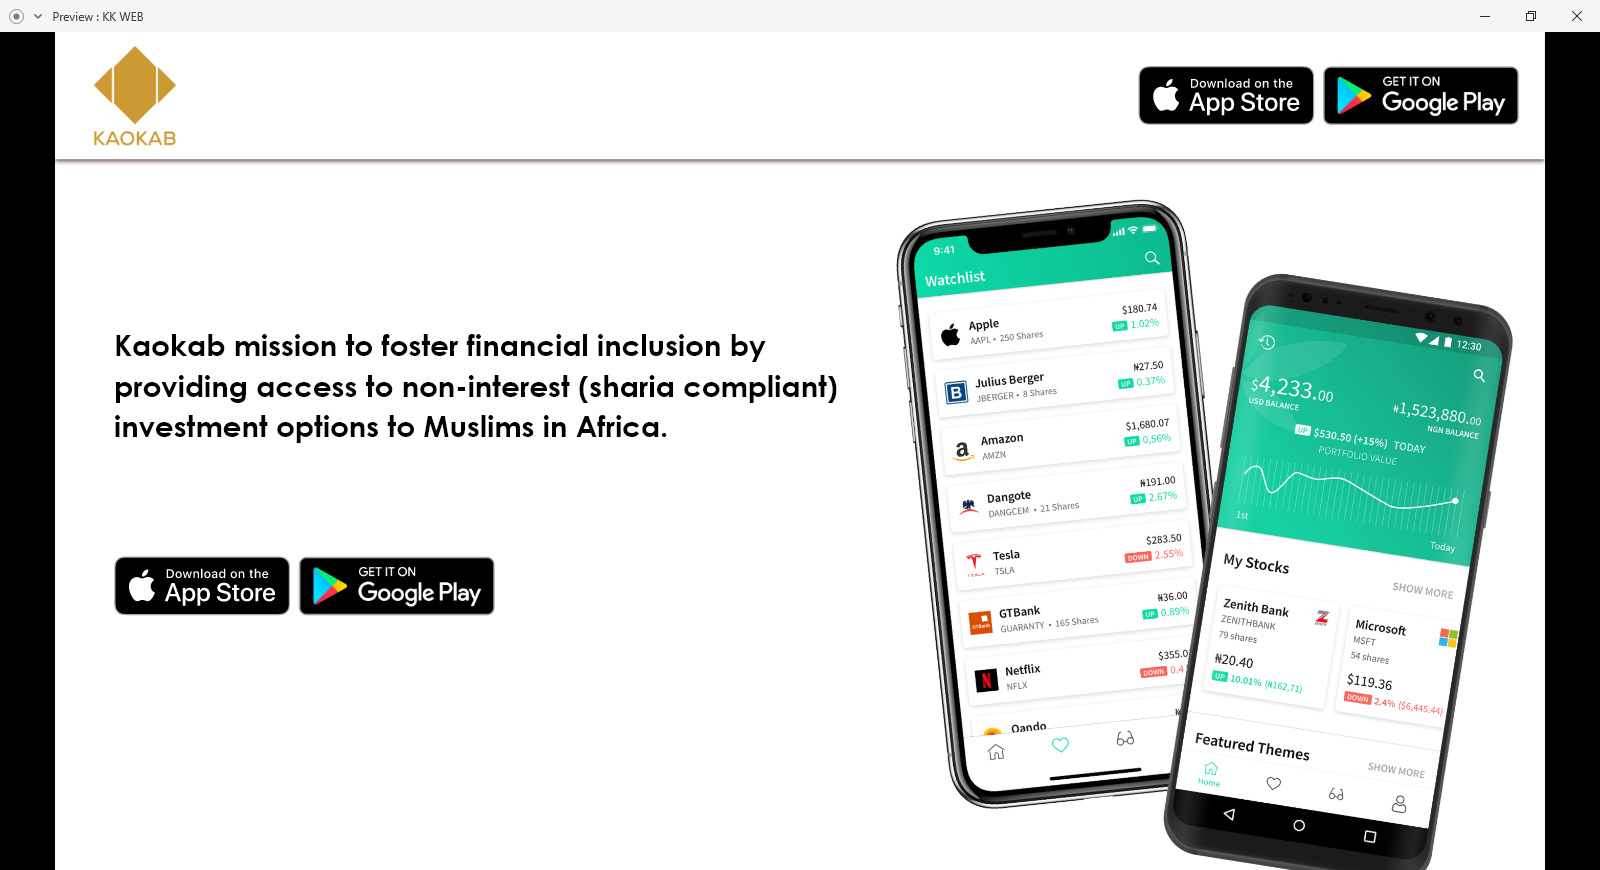 Preview : KK WEB
KAOKAB
Download on the
App Store
GET IT ON
Google Play
Kaokab mission to foster financial inclusion by
providing access to non-interest (sharia compliant)
investment options to Muslims in Africa.
Download on the
App Store
GET IT ON
Google Play
9:41
Watchlist
Apple
AAPL • 250 Shares
$180.74
UP 1.02%
Julius Berger
JBERGER • 8 Shares
₦27.50
UP 0.37%
Amazon
AMZN
$1,680.07
UP 0,56%
Dangote
DANGCEM • 21 Shares
₦191.00
UP 2.67%
Tesla
TSLA
$283.50
DOWN 2.55%
GTBank
GUARANTY • 165 Shares
₦36.00
UP 0.89%
Netflix
NFLX
$355.0
DOWN 0.4
Oando
12:30
$4,233.00
USD BALANCE
₦1,523,880.00
NGN BALANCE
UP $530.50 (+15%) TODAY
PORTFOLIO VALUE
1st
Today
My Stocks
SHOW MORE
Zenith Bank
ZENITHBANK
79 shares
₦20.40
UP 10.01% (₦162,71)
Microsoft
MSFT
54 shares
$119.36
DOWN 2.4% ($6,445.44)
Featured Themes
SHOW MORE
Home